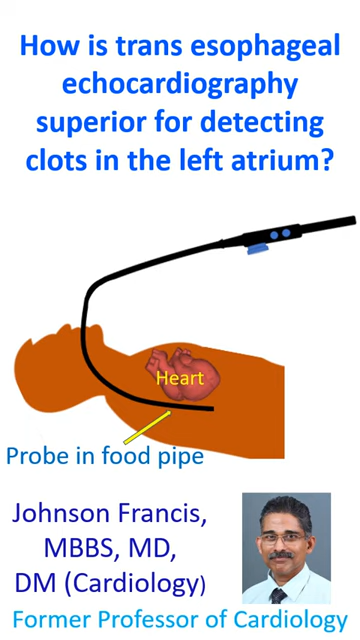 How is trans esophageal
echocardiography
superior for detecting
clots in the left atrium?
Heart
Probe in food pipe
Johnson Francis,
MBBS, MD,
DM (Cardiology)
Former Professor of Cardiology